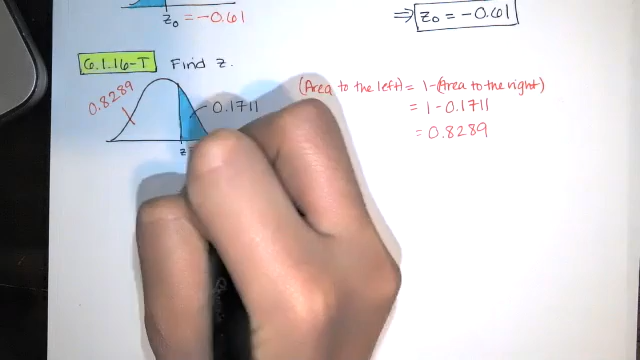 z₀ = -0.61
⇒ z₀ = -0.61
6.1.16-T Find z.
0.8289
0.1711
z
(Area to the left) = 1-(Area to the right)
= 1 - 0.1711
= 0.8289